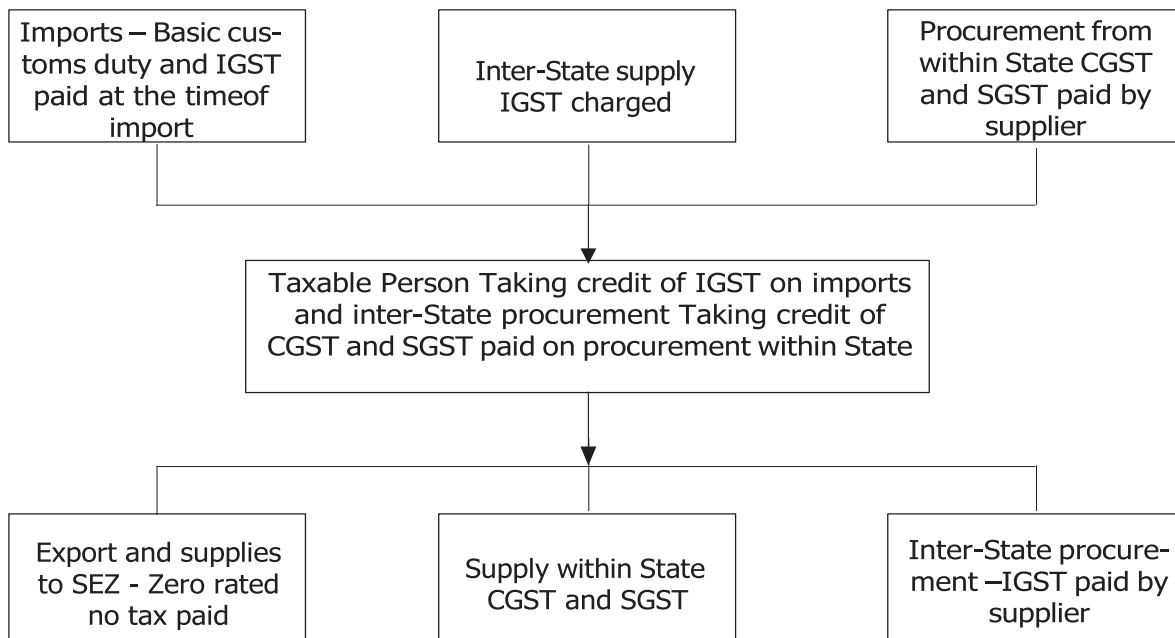 Imports – Basic cus-
toms duty and IGST
paid at the timeof
import
Inter-State supply
IGST charged
Procurement from
within State CGST
and SGST paid by
supplier
Taxable Person Taking credit of IGST on imports
and inter-State procurement Taking credit of
CGST and SGST paid on procurement within State
Export and supplies
to SEZ - Zero rated
no tax paid
Supply within State
CGST and SGST
Inter-State procure-
ment –IGST paid by
supplier